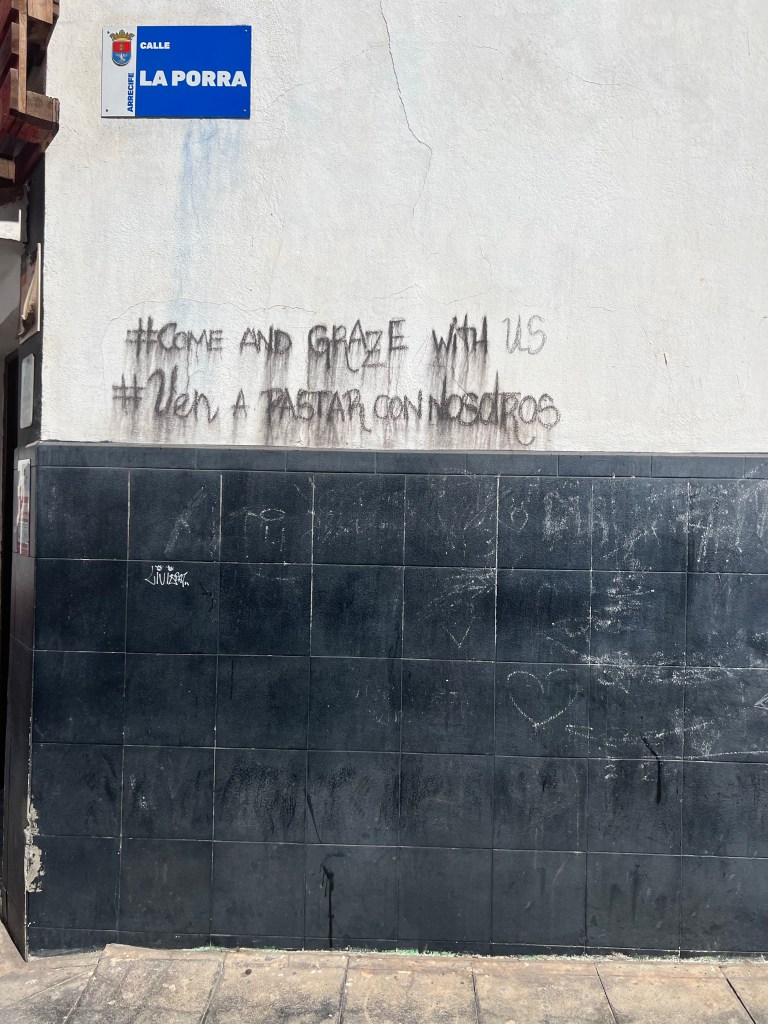 CALLE
LA PORRA
ARRECIFE
#COME AND GRAZE WITH US
#Ven A PASTAR CON NOSOTROS